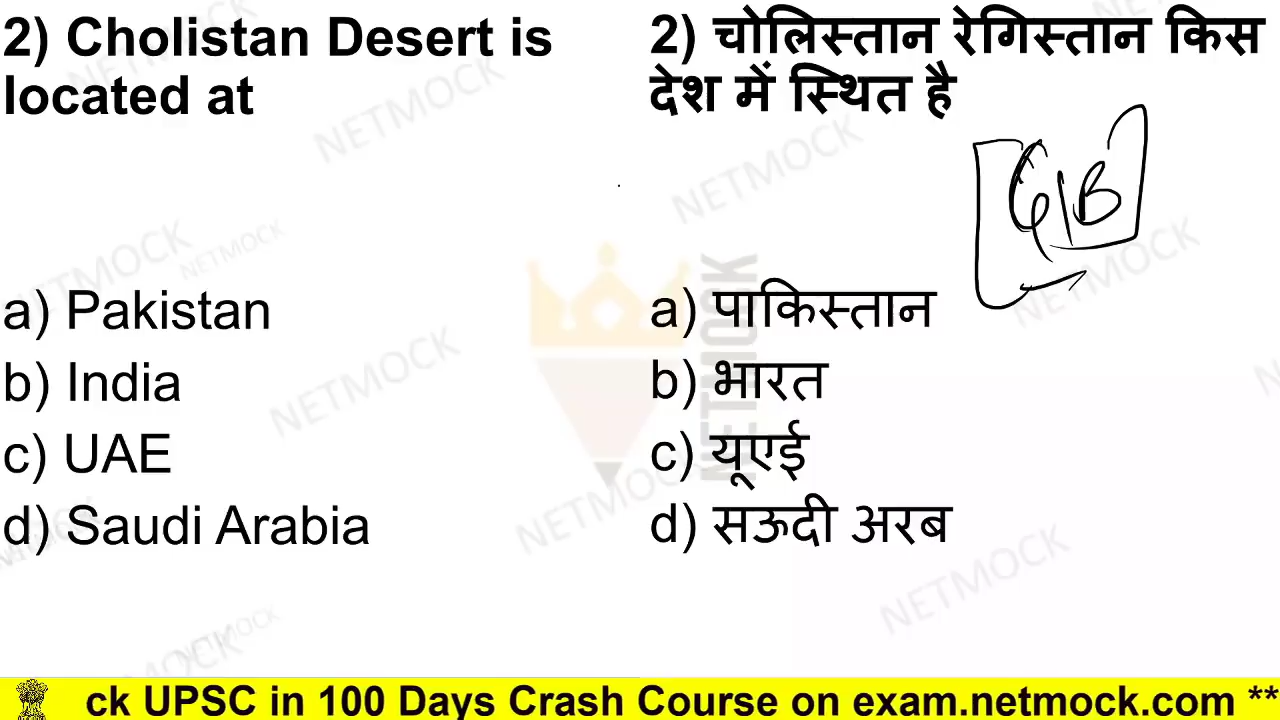 2) Cholistan Desert is
located at
a) Pakistan
b) India
c) UAE
d) Saudi Arabia
2) चोलिस्तान रेगिस्तान किस
देश में स्थित है
a) पाकिस्तान
b) भारत
c) यूएई
d) सऊदी अरब
NETMOCK
ck UPSC in 100 Days Crash Course on exam.netmock.com **